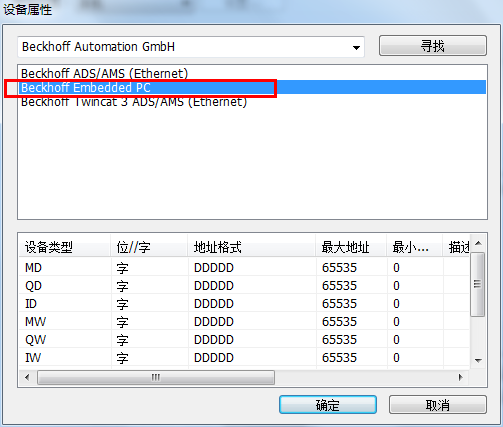 设备属性
Beckhoff Automation GmbH 寻找
Beckhoff ADS/AMS (Ethernet)
Beckhoff Embedded PC
Beckhoff Twincat 3 ADS/AMS (Ethernet)
设备类型 位//字 地址格式 最大地址 最小... 描述
MD 字 DDDDD 65535 0
QD 字 DDDDD 65535 0
ID 字 DDDDD 65535 0
MW 字 DDDDD 65535 0
QW 字 DDDDD 65535 0
IW 字 DDDDD 65535 0
确定 取消